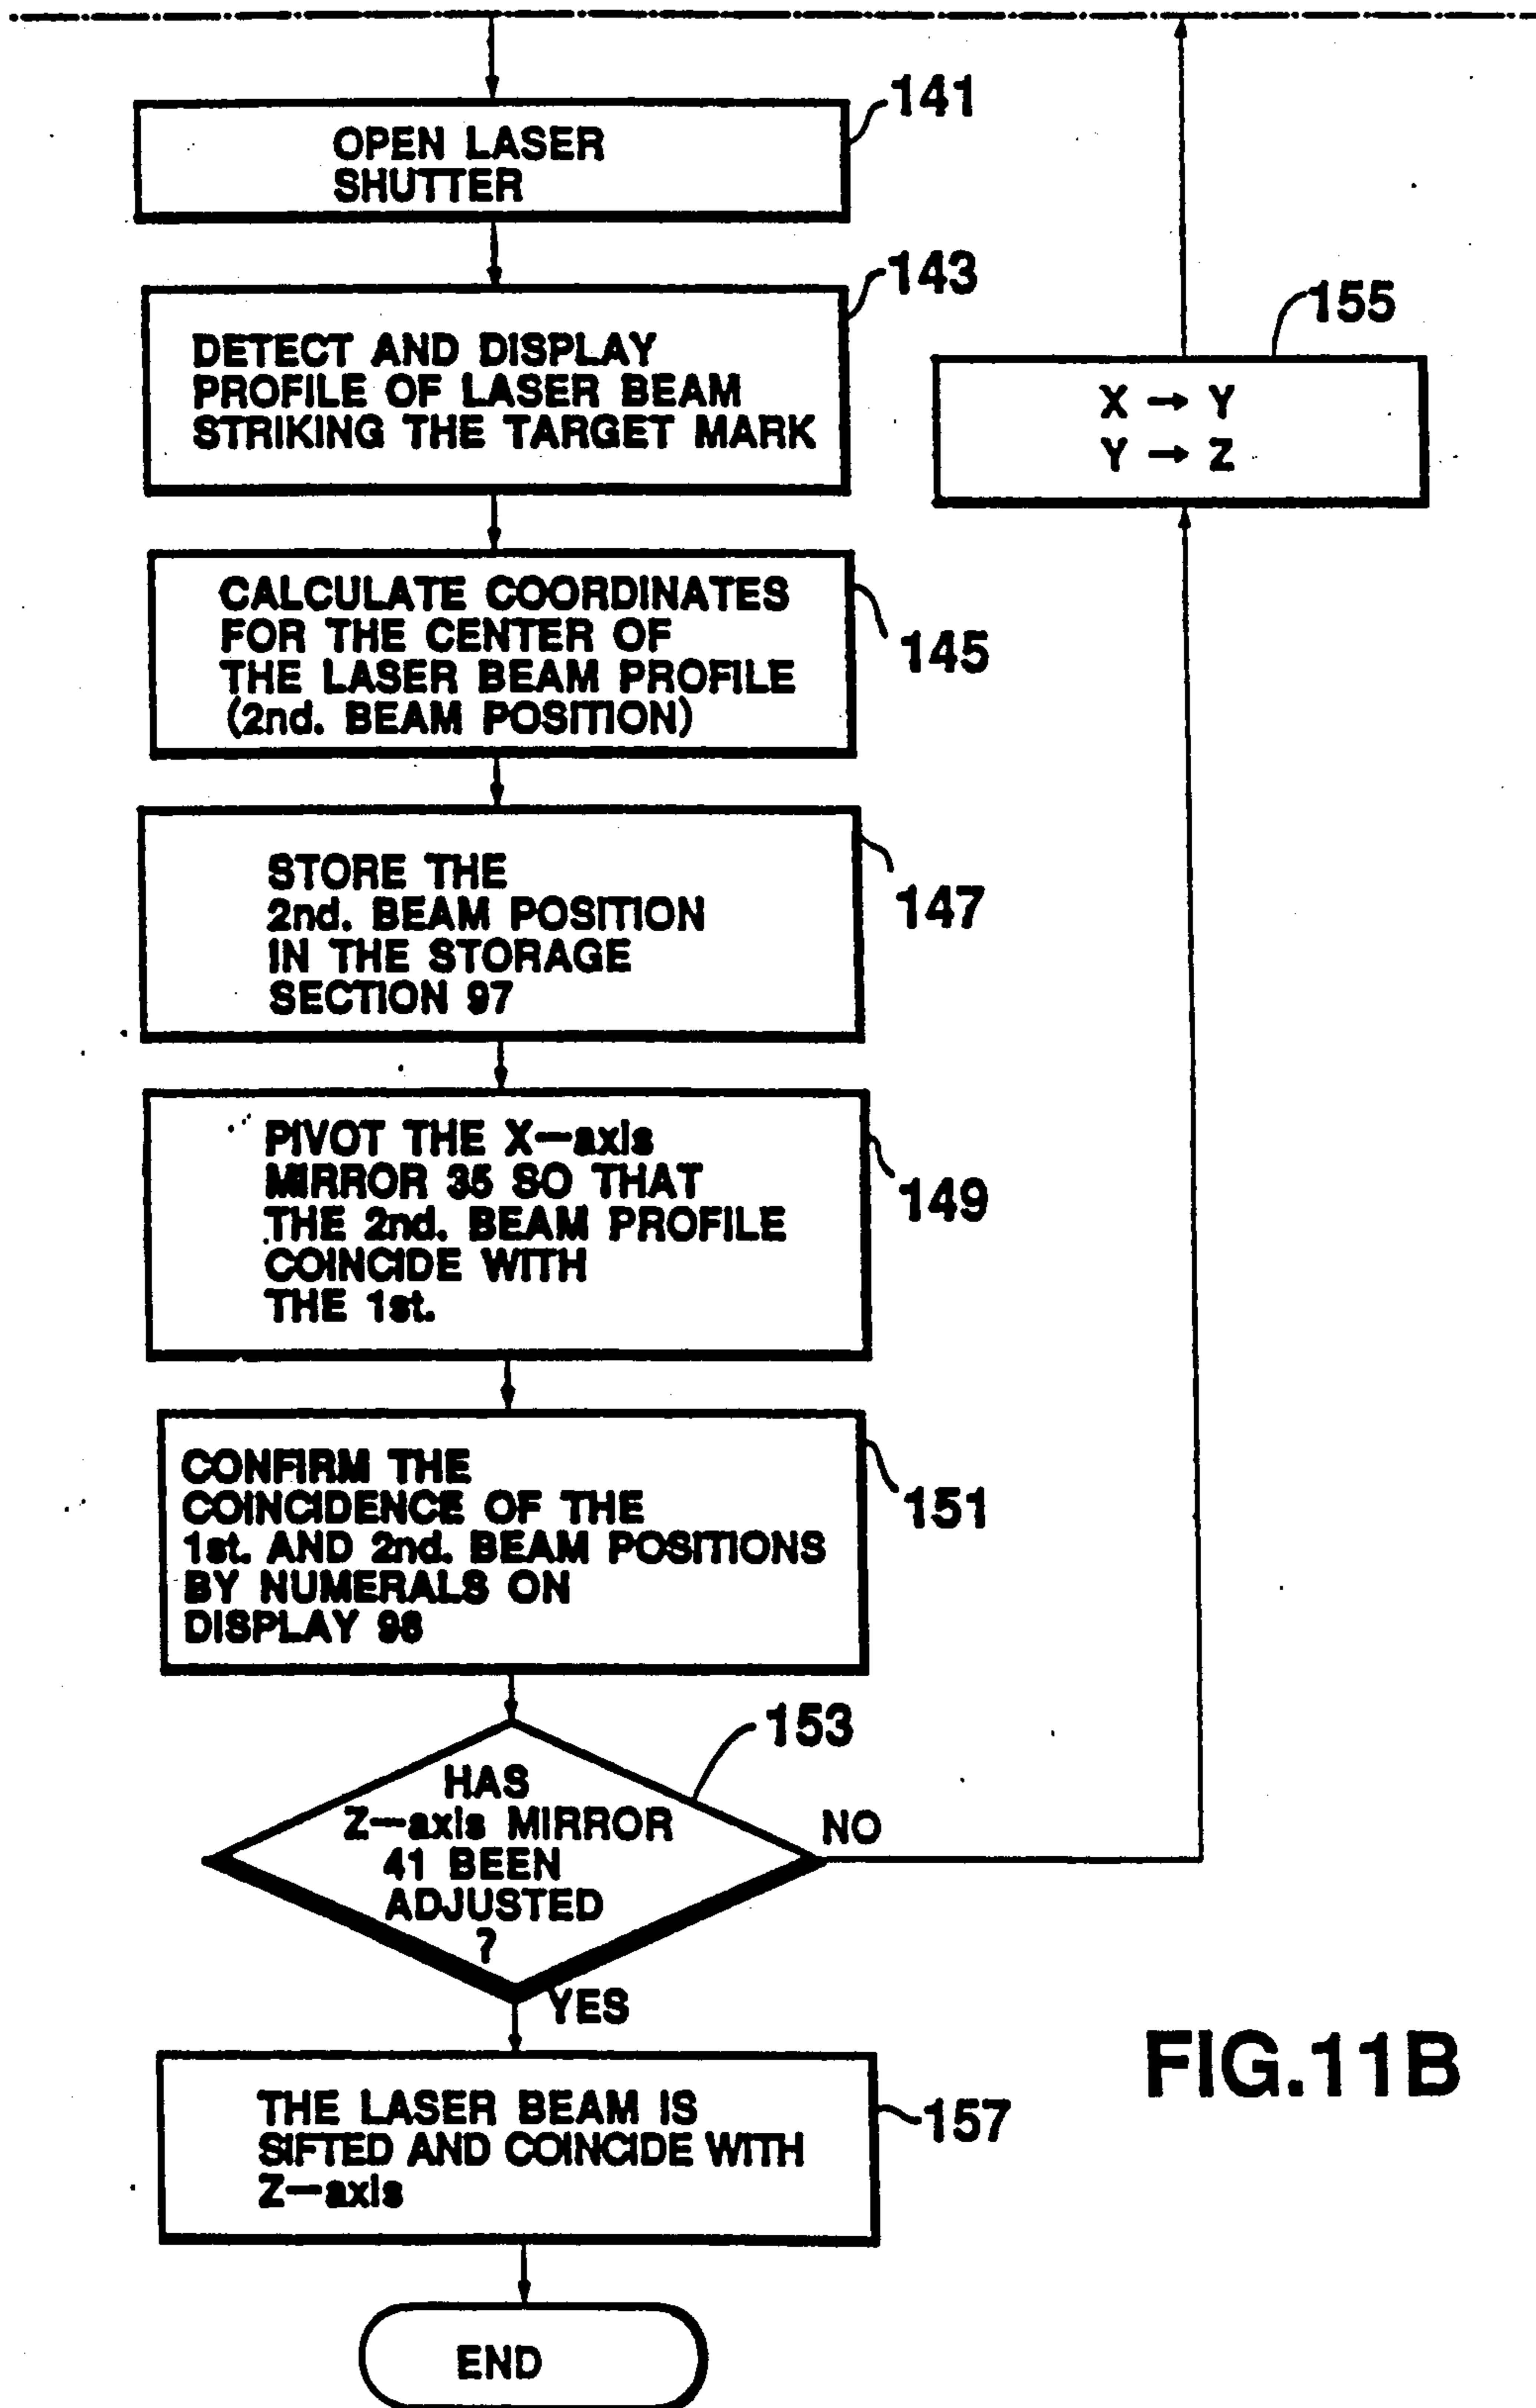 141
OPEN LASER
SHUTTER
143
DETECT AND DISPLAY
PROFILE OF LASER BEAM
STRIKING THE TARGET MARK
155
X → Y
Y → Z
CALCULATE COORDINATES
FOR THE CENTER OF
THE LASER BEAM PROFILE
(2nd. BEAM POSITION)
145
STORE THE
2nd. BEAM POSITION
IN THE STORAGE
SECTION 97
147
PIVOT THE X-axis
MIRROR 35 SO THAT
THE 2nd. BEAM PROFILE
COINCIDE WITH
THE 1st.
149
CONFIRM THE
COINCIDENCE OF THE
1st. AND 2nd. BEAM POSITIONS
BY NUMERALS ON
DISPLAY 98
151
153
HAS
Z-axis MIRROR
41 BEEN
ADJUSTED
?
NO
YES
THE LASER BEAM IS
SIFTED AND COINCIDE WITH
Z-axis
157
END
FIG.11B